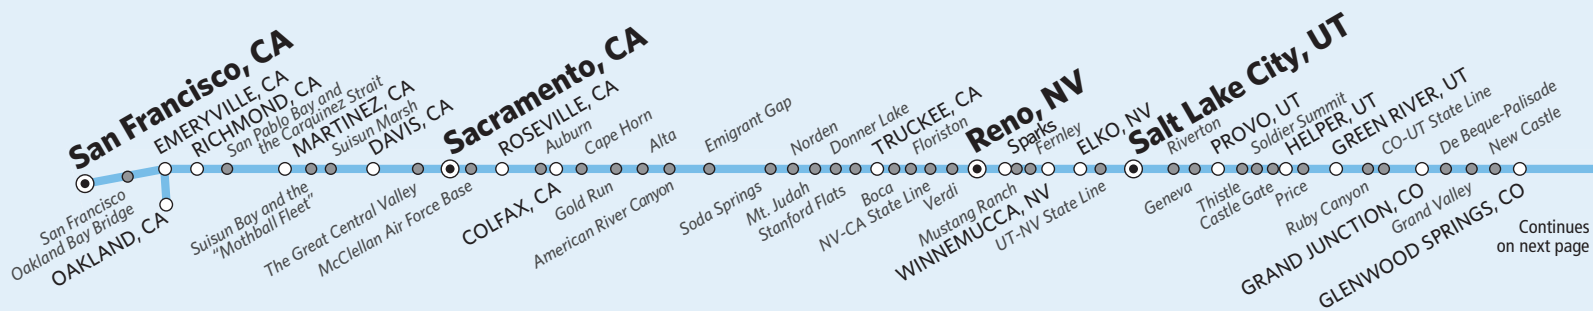 San Francisco, CA
San Francisco
Oakland Bay Bridge
EMERYVILLE, CA
OAKLAND, CA
RICHMOND, CA
San Pablo Bay and
the Carquinez Strait
MARTINEZ, CA
Suisun Bay and the
“Mothball Fleet”
Suisun Marsh
DAVIS, CA
The Great Central Valley
Sacramento, CA
McClellan Air Force Base
ROSEVILLE, CA
Auburn
COLFAX, CA
Cape Horn
Gold Run
Alta
American River Canyon
Emigrant Gap
Soda Springs
Norden
Mt. Judah
Donner Lake
Stanford Flats
TRUCKEE, CA
Boca
Floriston
NV-CA State Line
Verdi
Reno, NV
Sparks
Mustang Ranch
Fernley
WINNEMUCCA, NV
ELKO, NV
UT-NV State Line
Salt Lake City, UT
Riverton
Geneva
PROVO, UT
Thistle
Soldier Summit
Castle Gate
HELPER, UT
Price
GREEN RIVER, UT
Ruby Canyon
CO-UT State Line
GRAND JUNCTION, CO
De Beque-Palisade
Grand Valley
New Castle
GLENWOOD SPRINGS, CO
Continues
on next page